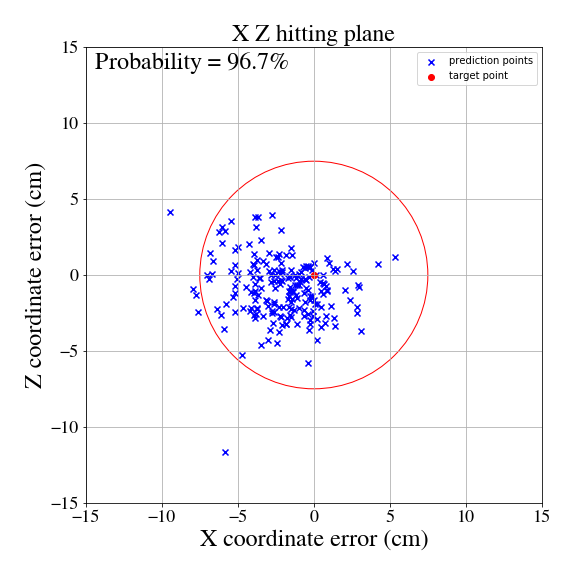 X Z hitting plane
Probability = 96.7%
prediction points
target point
15
10
5
0
−5
−10
−15
Z coordinate error (cm)
−15 −10 −5 0 5 10 15
X coordinate error (cm)